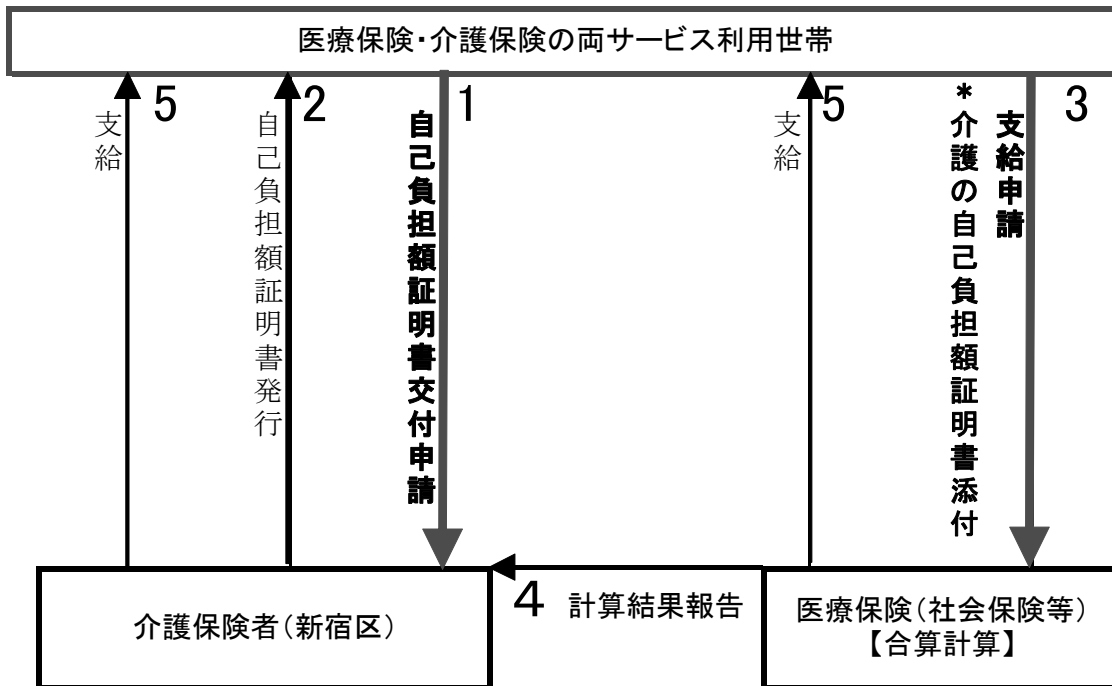 医療保険・介護保険の両サービス利用世帯
5
支給
2
自己負担額証明書発行
1
自己負担額証明書交付申請
5
支給
3
支給申請
*介護の自己負担額証明書添付
介護保険者(新宿区)
4 計算結果報告
医療保険(社会保険等)
【合算計算】